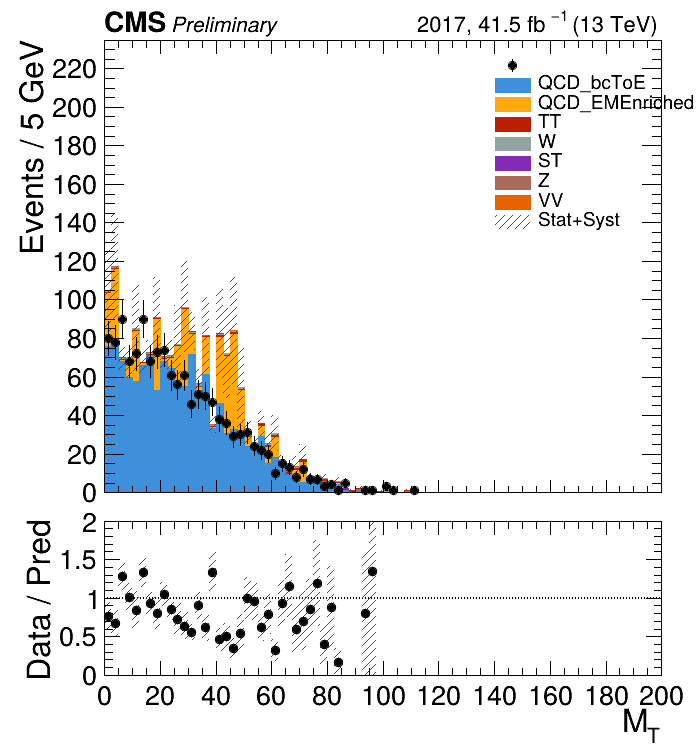 CMS Preliminary 2017, 41.5 fb⁻¹ (13 TeV)
Events / 5 GeV
220
200
180
160
140
120
100
80
60
40
20
0
QCD_bcToE
QCD_EMEnriched
TT
W
ST
Z
VV
Stat+Syst
Data / Pred
2
1.5
1
0.5
0
0 20 40 60 80 100 120 140 160 180 200
M_T